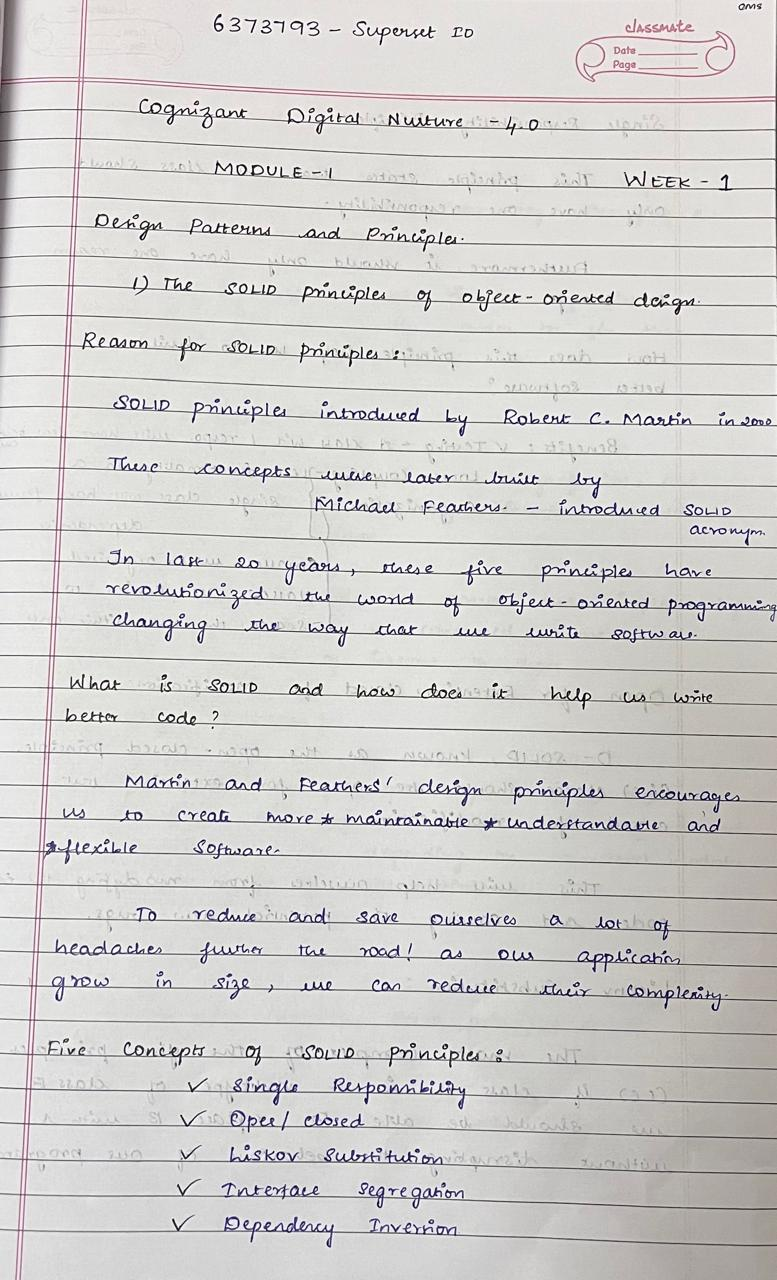 OMS
6373793 - Superset ID
classmate
Date
Page
Cognizant Digital Nurture - 4.0
MODULE - 1 WEEK - 1
Design Patterns and Principles.
1) The SOLID principles of object-oriented design.
Reason for SOLID principles :
SOLID principles introduced by Robert C. Martin in 2000
These concepts were later built by
Michael Feathers. - introduced SOLID
acronym.
In last 20 years, these five principles have
revolutionized the world of object-oriented programming
changing the way that we write software.
What is SOLID and how does it help us write
better code ?
Martin and Feathers' design principles encourages
us to create more * maintainable * understandable and
* flexible software.
To reduce and save ourselves a lot of
headaches further the road! as our application
grow in size, we can reduce their complexity.
Five concepts of SOLID principles :
✓ Single Responsibility
✓ Open/closed
✓ Liskov Substitution
✓ Interface Segregation
✓ Dependency Inversion